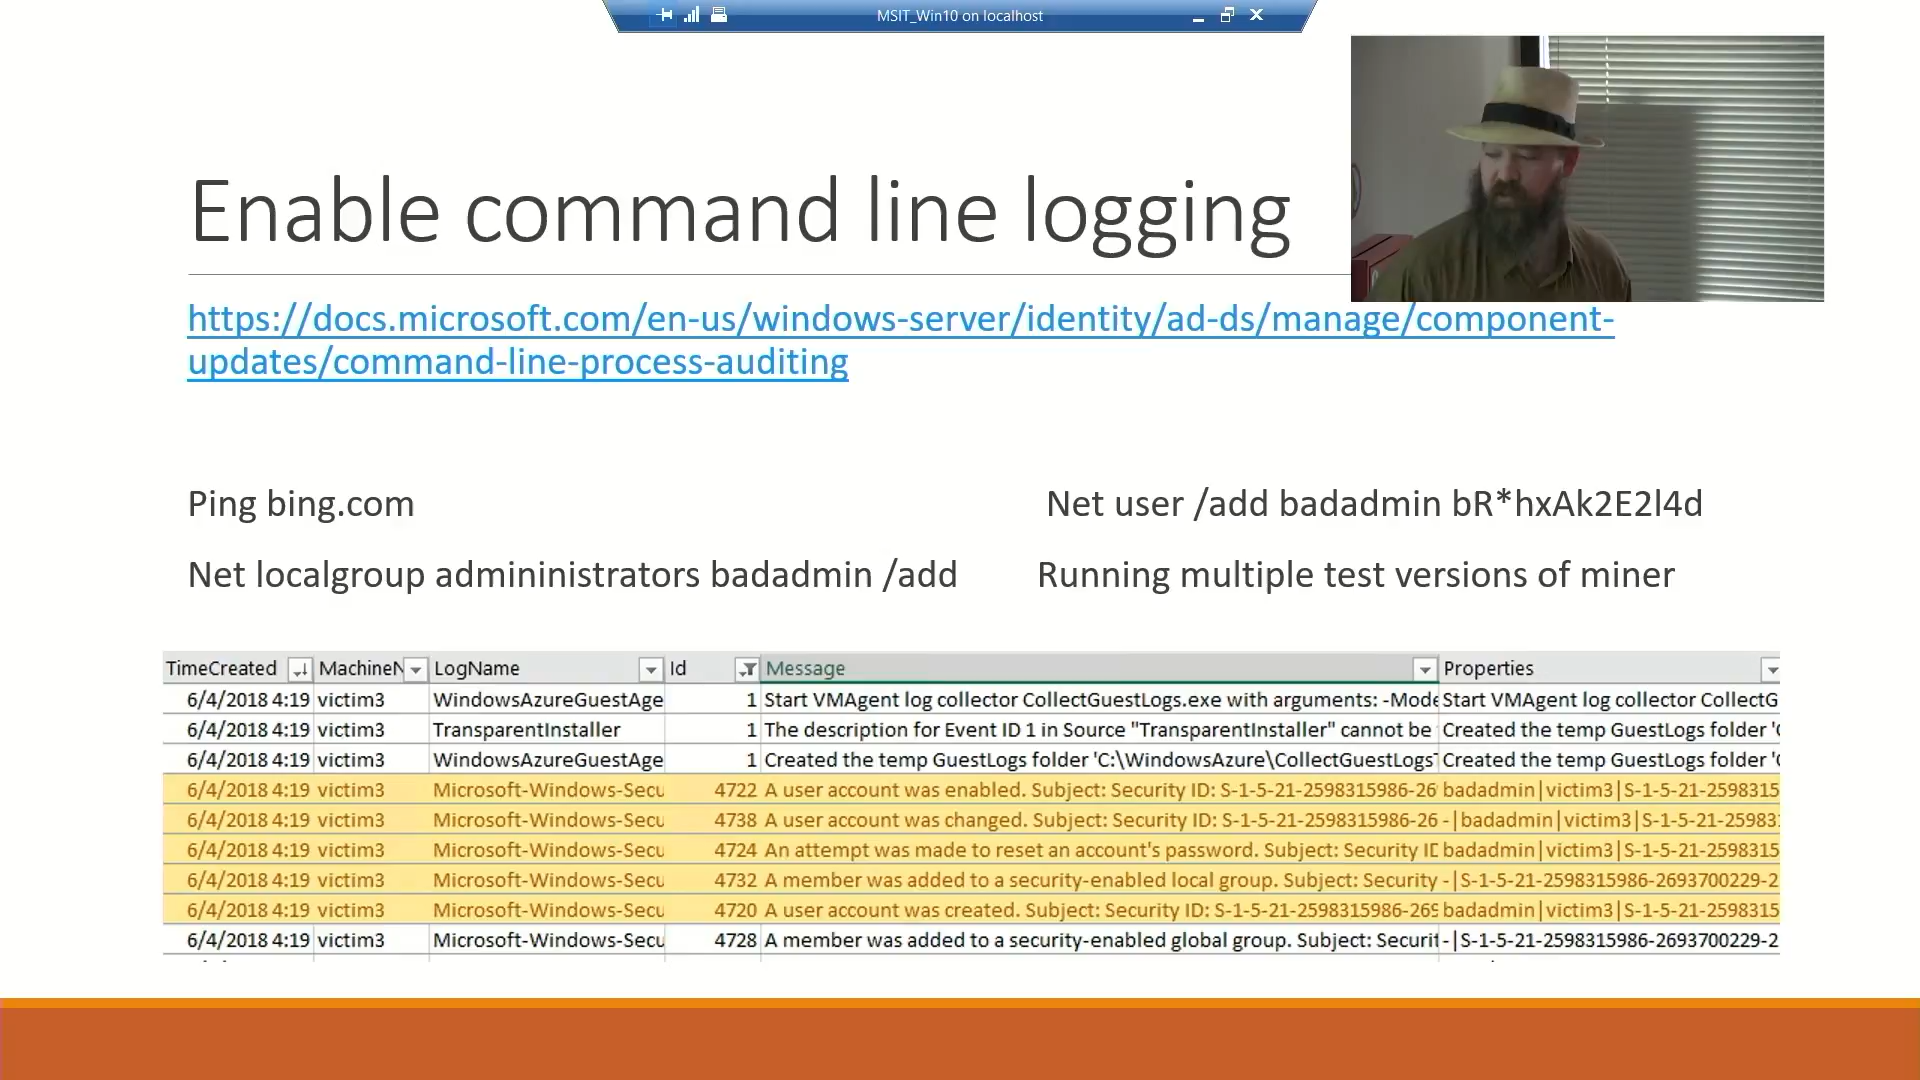 MSIT_Win10 on localhost
Enable command line logging
https://docs.microsoft.com/en-us/windows-server/identity/ad-ds/manage/component-
updates/command-line-process-auditing
Ping bing.com Net user /add badadmin bR*hxAk2E2l4d
Net localgroup admininistrators badadmin /add Running multiple test versions of miner
TimeCreated MachineN LogName Id Message Properties
6/4/2018 4:19 victim3 WindowsAzureGuestAge 1 Start VMAgent log collector CollectGuestLogs.exe with arguments: -Mode Start VMAgent log collector CollectG
6/4/2018 4:19 victim3 TransparentInstaller 1 The description for Event ID 1 in Source "TransparentInstaller" cannot be Created the temp GuestLogs folder '
6/4/2018 4:19 victim3 WindowsAzureGuestAge 1 Created the temp GuestLogs folder 'C:\WindowsAzure\CollectGuestLogs Created the temp GuestLogs folder '
6/4/2018 4:19 victim3 Microsoft-Windows-Secu 4722 A user account was enabled. Subject: Security ID: S-1-5-21-2598315986-26 badadmin|victim3|S-1-5-21-2598315
6/4/2018 4:19 victim3 Microsoft-Windows-Secu 4738 A user account was changed. Subject: Security ID: S-1-5-21-2598315986-26 -|badadmin|victim3|S-1-5-21-25983
6/4/2018 4:19 victim3 Microsoft-Windows-Secu 4724 An attempt was made to reset an account's password. Subject: Security ID badadmin|victim3|S-1-5-21-2598315
6/4/2018 4:19 victim3 Microsoft-Windows-Secu 4732 A member was added to a security-enabled local group. Subject: Security -|S-1-5-21-2598315986-2693700229-2
6/4/2018 4:19 victim3 Microsoft-Windows-Secu 4720 A user account was created. Subject: Security ID: S-1-5-21-2598315986-269 badadmin|victim3|S-1-5-21-2598315
6/4/2018 4:19 victim3 Microsoft-Windows-Secu 4728 A member was added to a security-enabled global group. Subject: Securit -|S-1-5-21-2598315986-2693700229-2